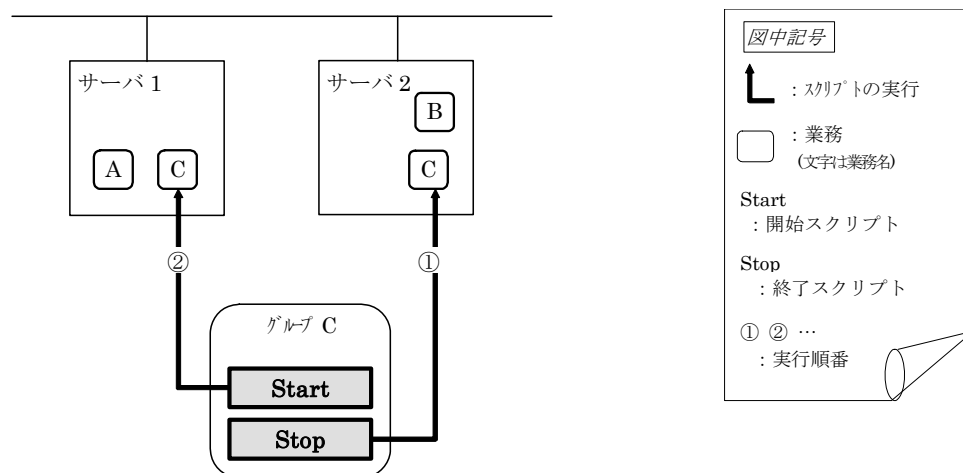 サーバ 1
A
C
サーバ 2
B
C
②
①
グループ C
Start
Stop
図中記号
：スクリプトの実行
：業務
(文字は業務名)
Start
：開始スクリプト
Stop
：終了スクリプト
① ② …
：実行順番